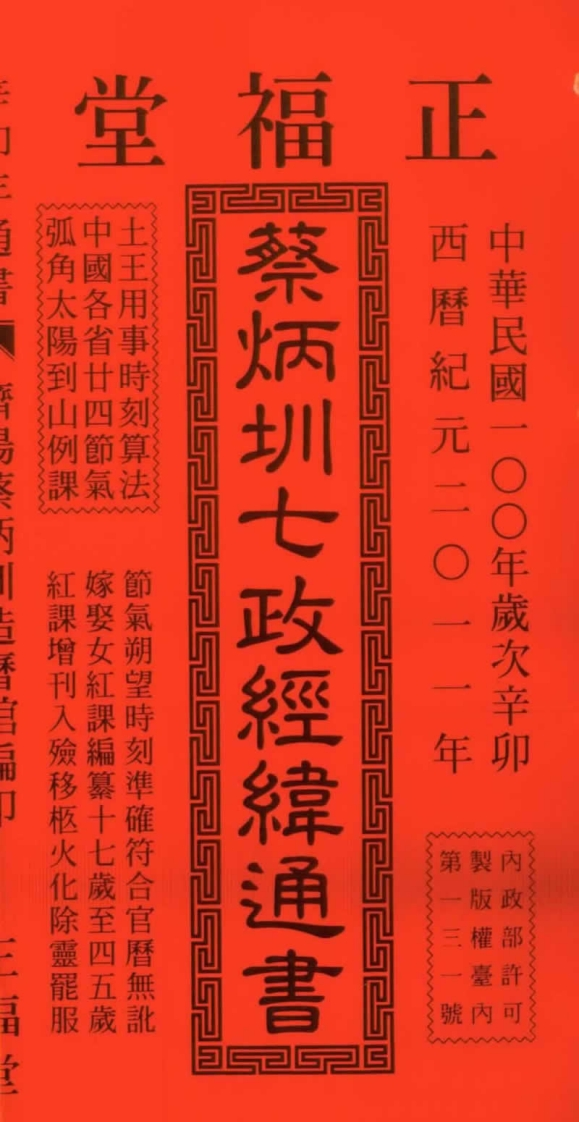 正福堂
中華民國一〇〇年歲次辛卯
西曆紀元二〇一一年
內政部許可
製版權臺內
第一三一號
蔡炳圳七政經緯通書
土王用事時刻算法
中國各省廿四節氣
弧角太陽到山例課
節氣朔望時刻準確符合官曆無訛
嫁娶女紅課編纂十七歲至四五歲
紅課增刊入殮移柩火化除靈罷服